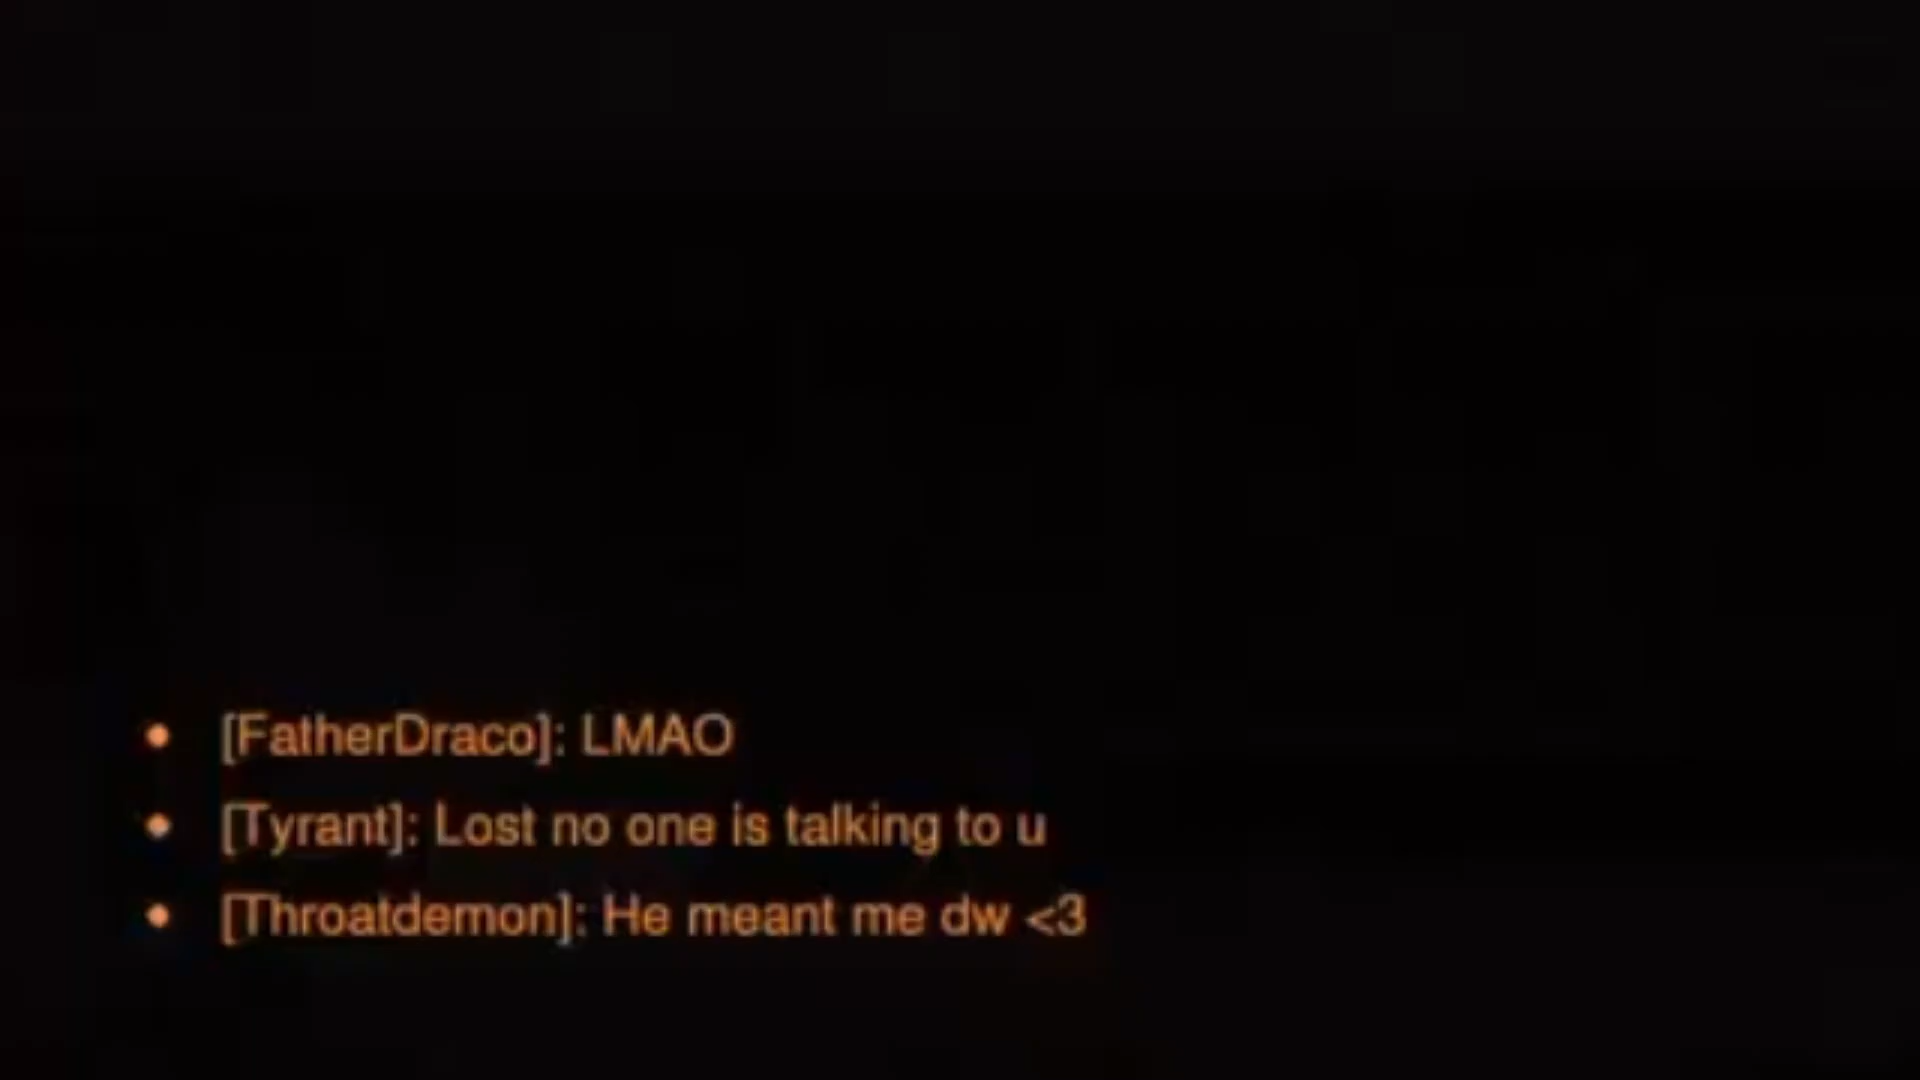 • [FatherDraco]: LMAO
• [Tyrant]: Lost no one is talking to u
• [Throatdemon]: He meant me dw <3